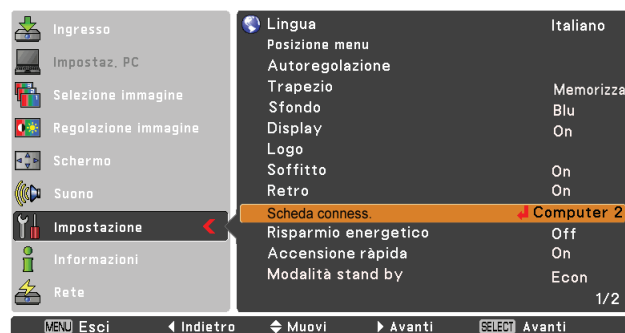 Ingresso
Impostaz. PC
Selezione immagine
Regolazione immagine
Schermo
Suono
Impostazione
Informazioni
Rete
Lingua Italiano
Posizione menu
Autoregolazione
Trapezio Memorizza
Sfondo Blu
Display On
Logo
Soffitto On
Retro On
Scheda conness. Computer 2
Risparmio energetico Off
Accensione ràpida On
Modalità stand by Econ
1/2
MENU Esci Indietro Muovi Avanti SELECT Avanti